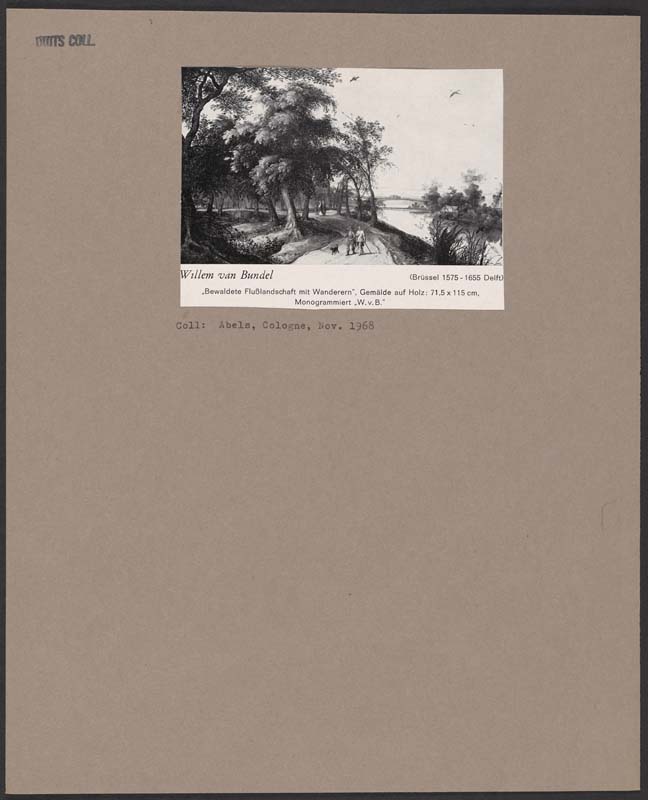 DUITS COLL.
Willem van Bundel (Brüssel 1575 - 1655 Delft)
„Bewaldete Flußlandschaft mit Wanderern“, Gemälde auf Holz: 71,5 x 115 cm,
Monogrammiert „W. v. B.“
Coll: Abels, Cologne, Nov. 1968